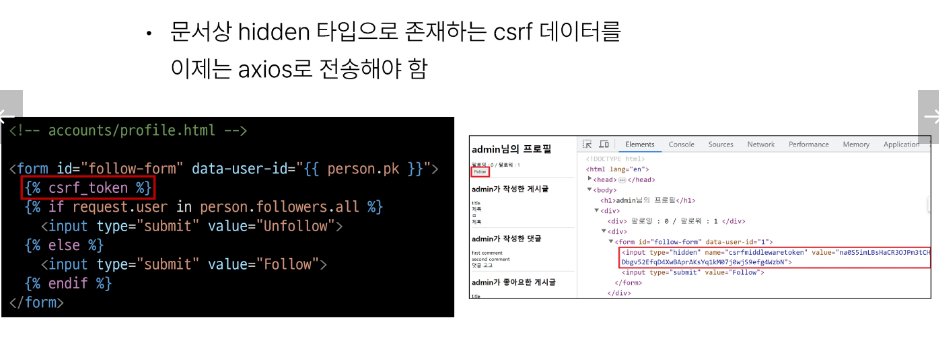 • 문서상 hidden 타입으로 존재하는 csrf 데이터를
이제는 axios로 전송해야 함
<!-- accounts/profile.html -->
<form id="follow-form" data-user-id="{{ person.pk }}">
{% csrf_token %}
{% if request.user in person.followers.all %}
<input type="submit" value="Unfollow">
{% else %}
<input type="submit" value="Follow">
{% endif %}
</form>
admin님의 프로필
팔로잉 : 0 / 팔로워 : 1
Follow
admin가 작성한 게시글
title
제목
제목
admin가 작성한 댓글
first comment
second comment
admin가 좋아요한 게시글
title
Elements Console Sources Network Performance Memory Application
<!DOCTYPE html>
<html lang="en">
<head></head>
<body>
<h1>admin님의 프로필</h1>
<div>
<div> 팔로잉 : 0 / 팔로워 : 1 </div>
<div>
<form id="follow-form" data-user-id="1">
<input type="hidden" name="csrfmiddlewaretoken" value=
<input type="submit" value="Follow">
</form>
</div>